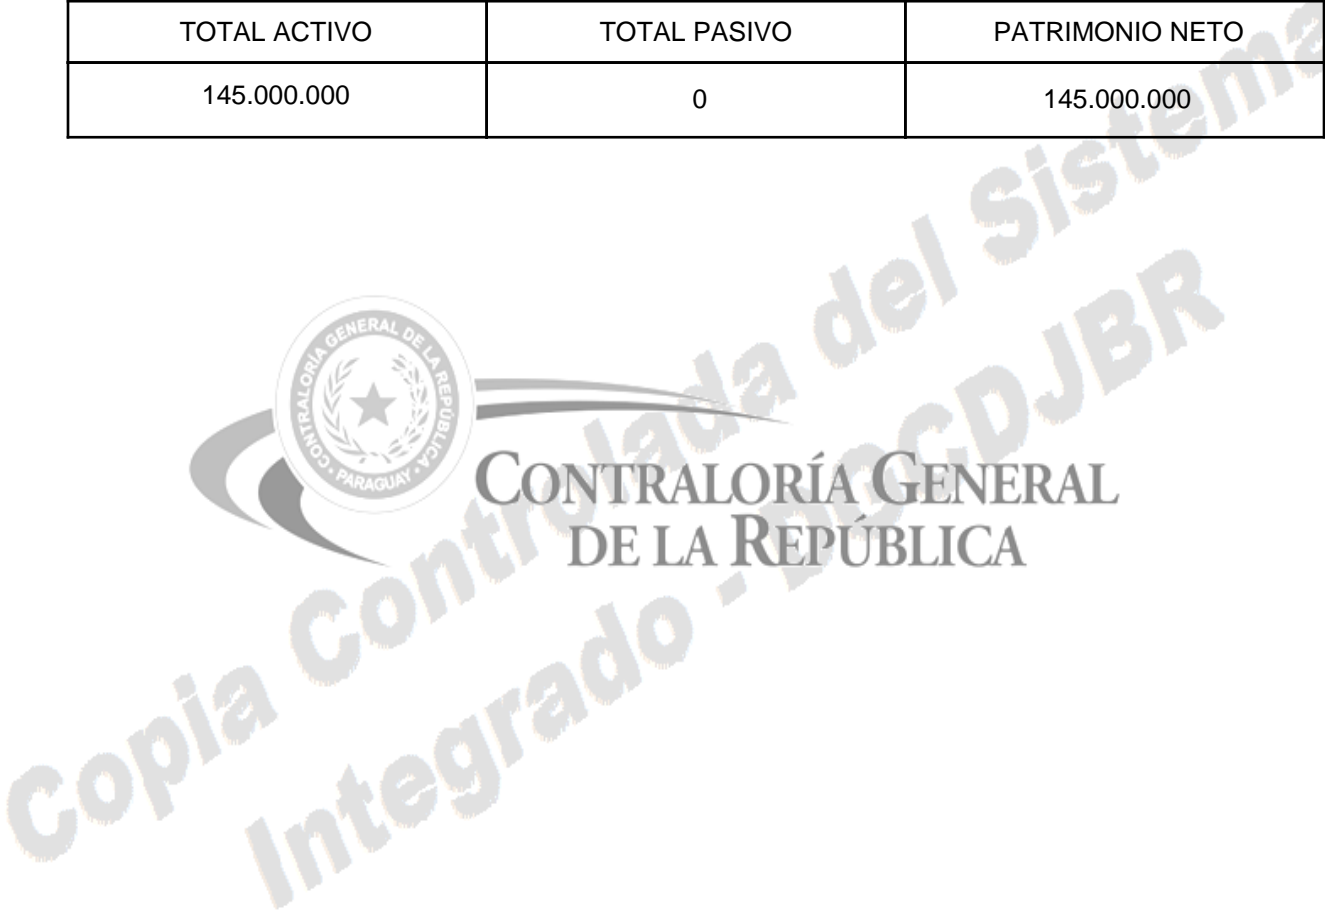 TOTAL ACTIVO TOTAL PASIVO PATRIMONIO NETO
145.000.000 0 145.000.000
CONTRALORÍA GENERAL DE LA REPÚBLICA
PARAGUAY
CONTRALORÍA GENERAL
DE LA REPÚBLICA
Copia Controlada del Sistema
Integrado - DGCDJBR